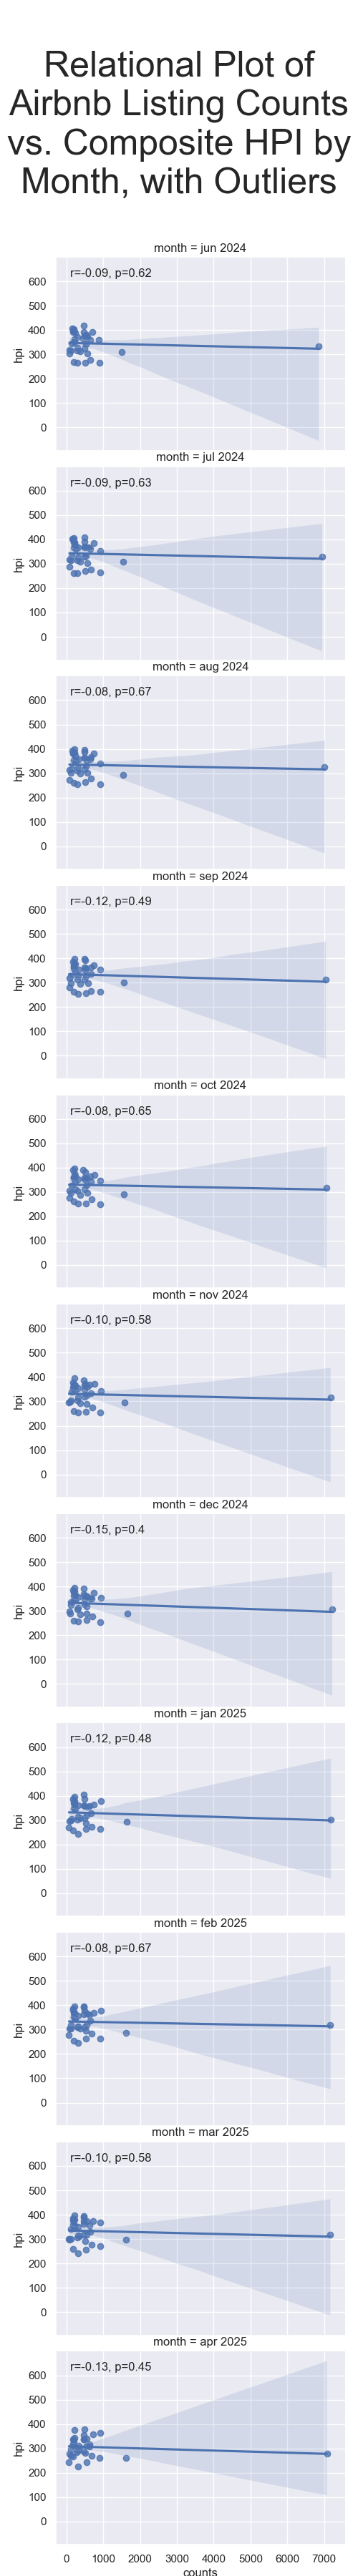 Relational Plot of
Airbnb Listing Counts
vs. Composite HPI by
Month, with Outliers
month = jun 2024
r=-0.09, p=0.62
600
500
400
300
200
100
0
hpi
month = jul 2024
r=-0.09, p=0.63
600
500
400
300
200
100
0
hpi
month = aug 2024
r=-0.08, p=0.67
600
500
400
300
200
100
0
hpi
month = sep 2024
r=-0.12, p=0.49
600
500
400
300
200
100
0
hpi
month = oct 2024
r=-0.08, p=0.65
600
500
400
300
200
100
0
hpi
month = nov 2024
r=-0.10, p=0.58
600
500
400
300
200
100
0
hpi
month = dec 2024
r=-0.15, p=0.4
600
500
400
300
200
100
0
hpi
month = jan 2025
r=-0.12, p=0.48
600
500
400
300
200
100
0
hpi
month = feb 2025
r=-0.08, p=0.67
600
500
400
300
200
100
0
hpi
month = mar 2025
r=-0.10, p=0.58
600
500
400
300
200
100
0
hpi
month = apr 2025
r=-0.13, p=0.45
600
500
400
300
200
100
0
hpi
0 1000 2000 3000 4000 5000 6000 7000
counts